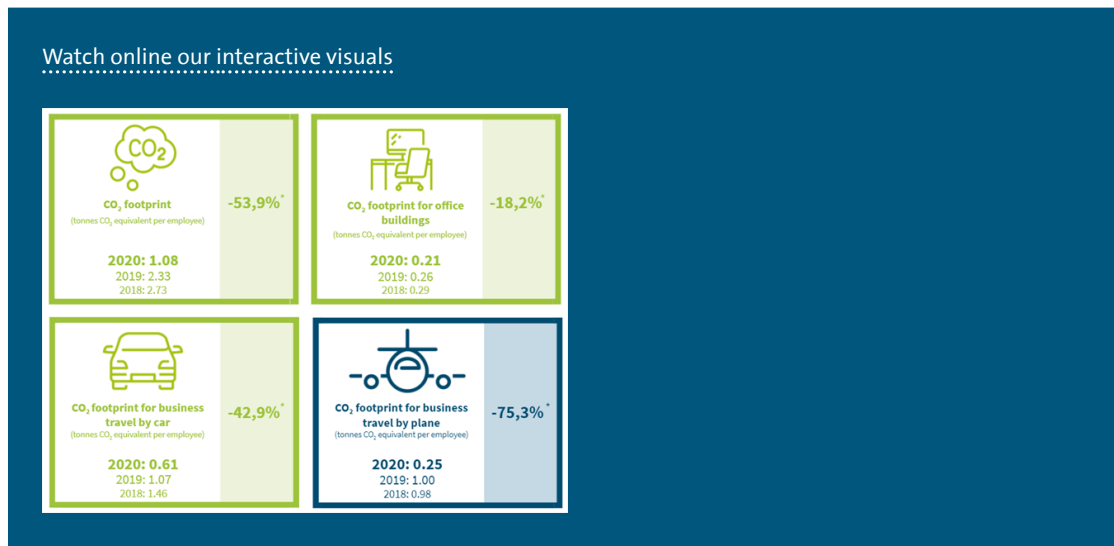 Watch online our interactive visuals
CO2
CO₂ footprint
(tonnes CO₂ equivalent per employee)
2020: 1.08
2019: 2.33
2018: 2.73
-53,9%*
CO₂ footprint for office
buildings
(tonnes CO₂ equivalent per employee)
2020: 0.21
2019: 0.26
2018: 0.29
-18,2%*
CO₂ footprint for business
travel by car
(tonnes CO₂ equivalent per employee)
2020: 0.61
2019: 1.07
2018: 1.46
-42,9%*
CO₂ footprint for business
travel by plane
(tonnes CO₂ equivalent per employee)
2020: 0.25
2019: 1.00
2018: 0.98
-75,3%*